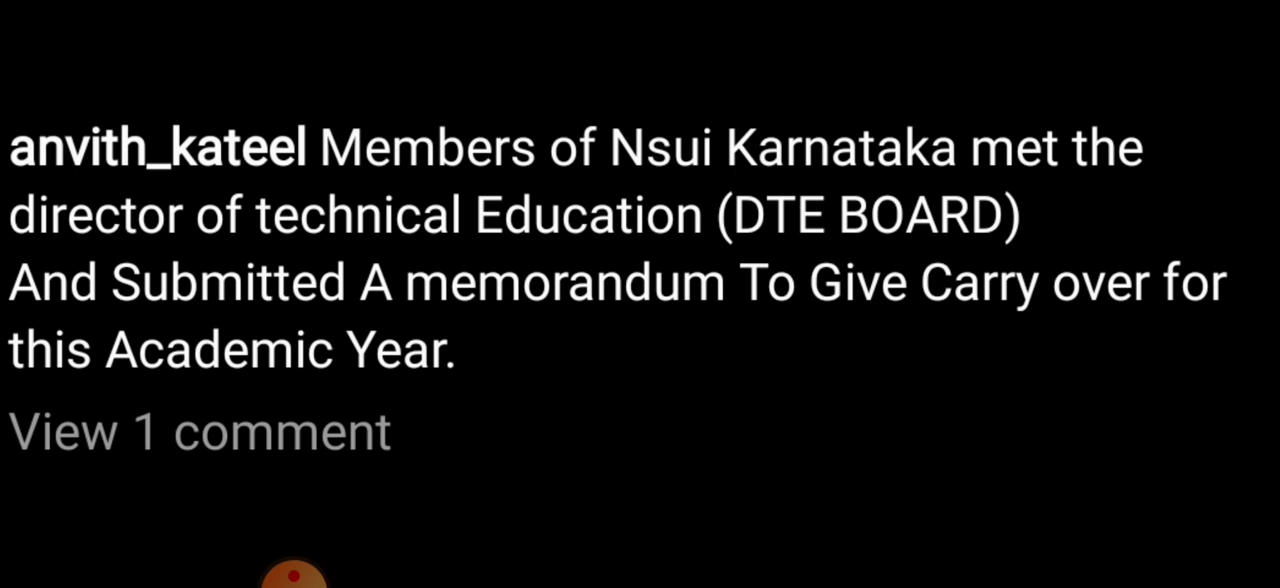 anvith_kateel Members of Nsui Karnataka met the
director of technical Education (DTE BOARD)
And Submitted A memorandum To Give Carry over for
this Academic Year.
View 1 comment